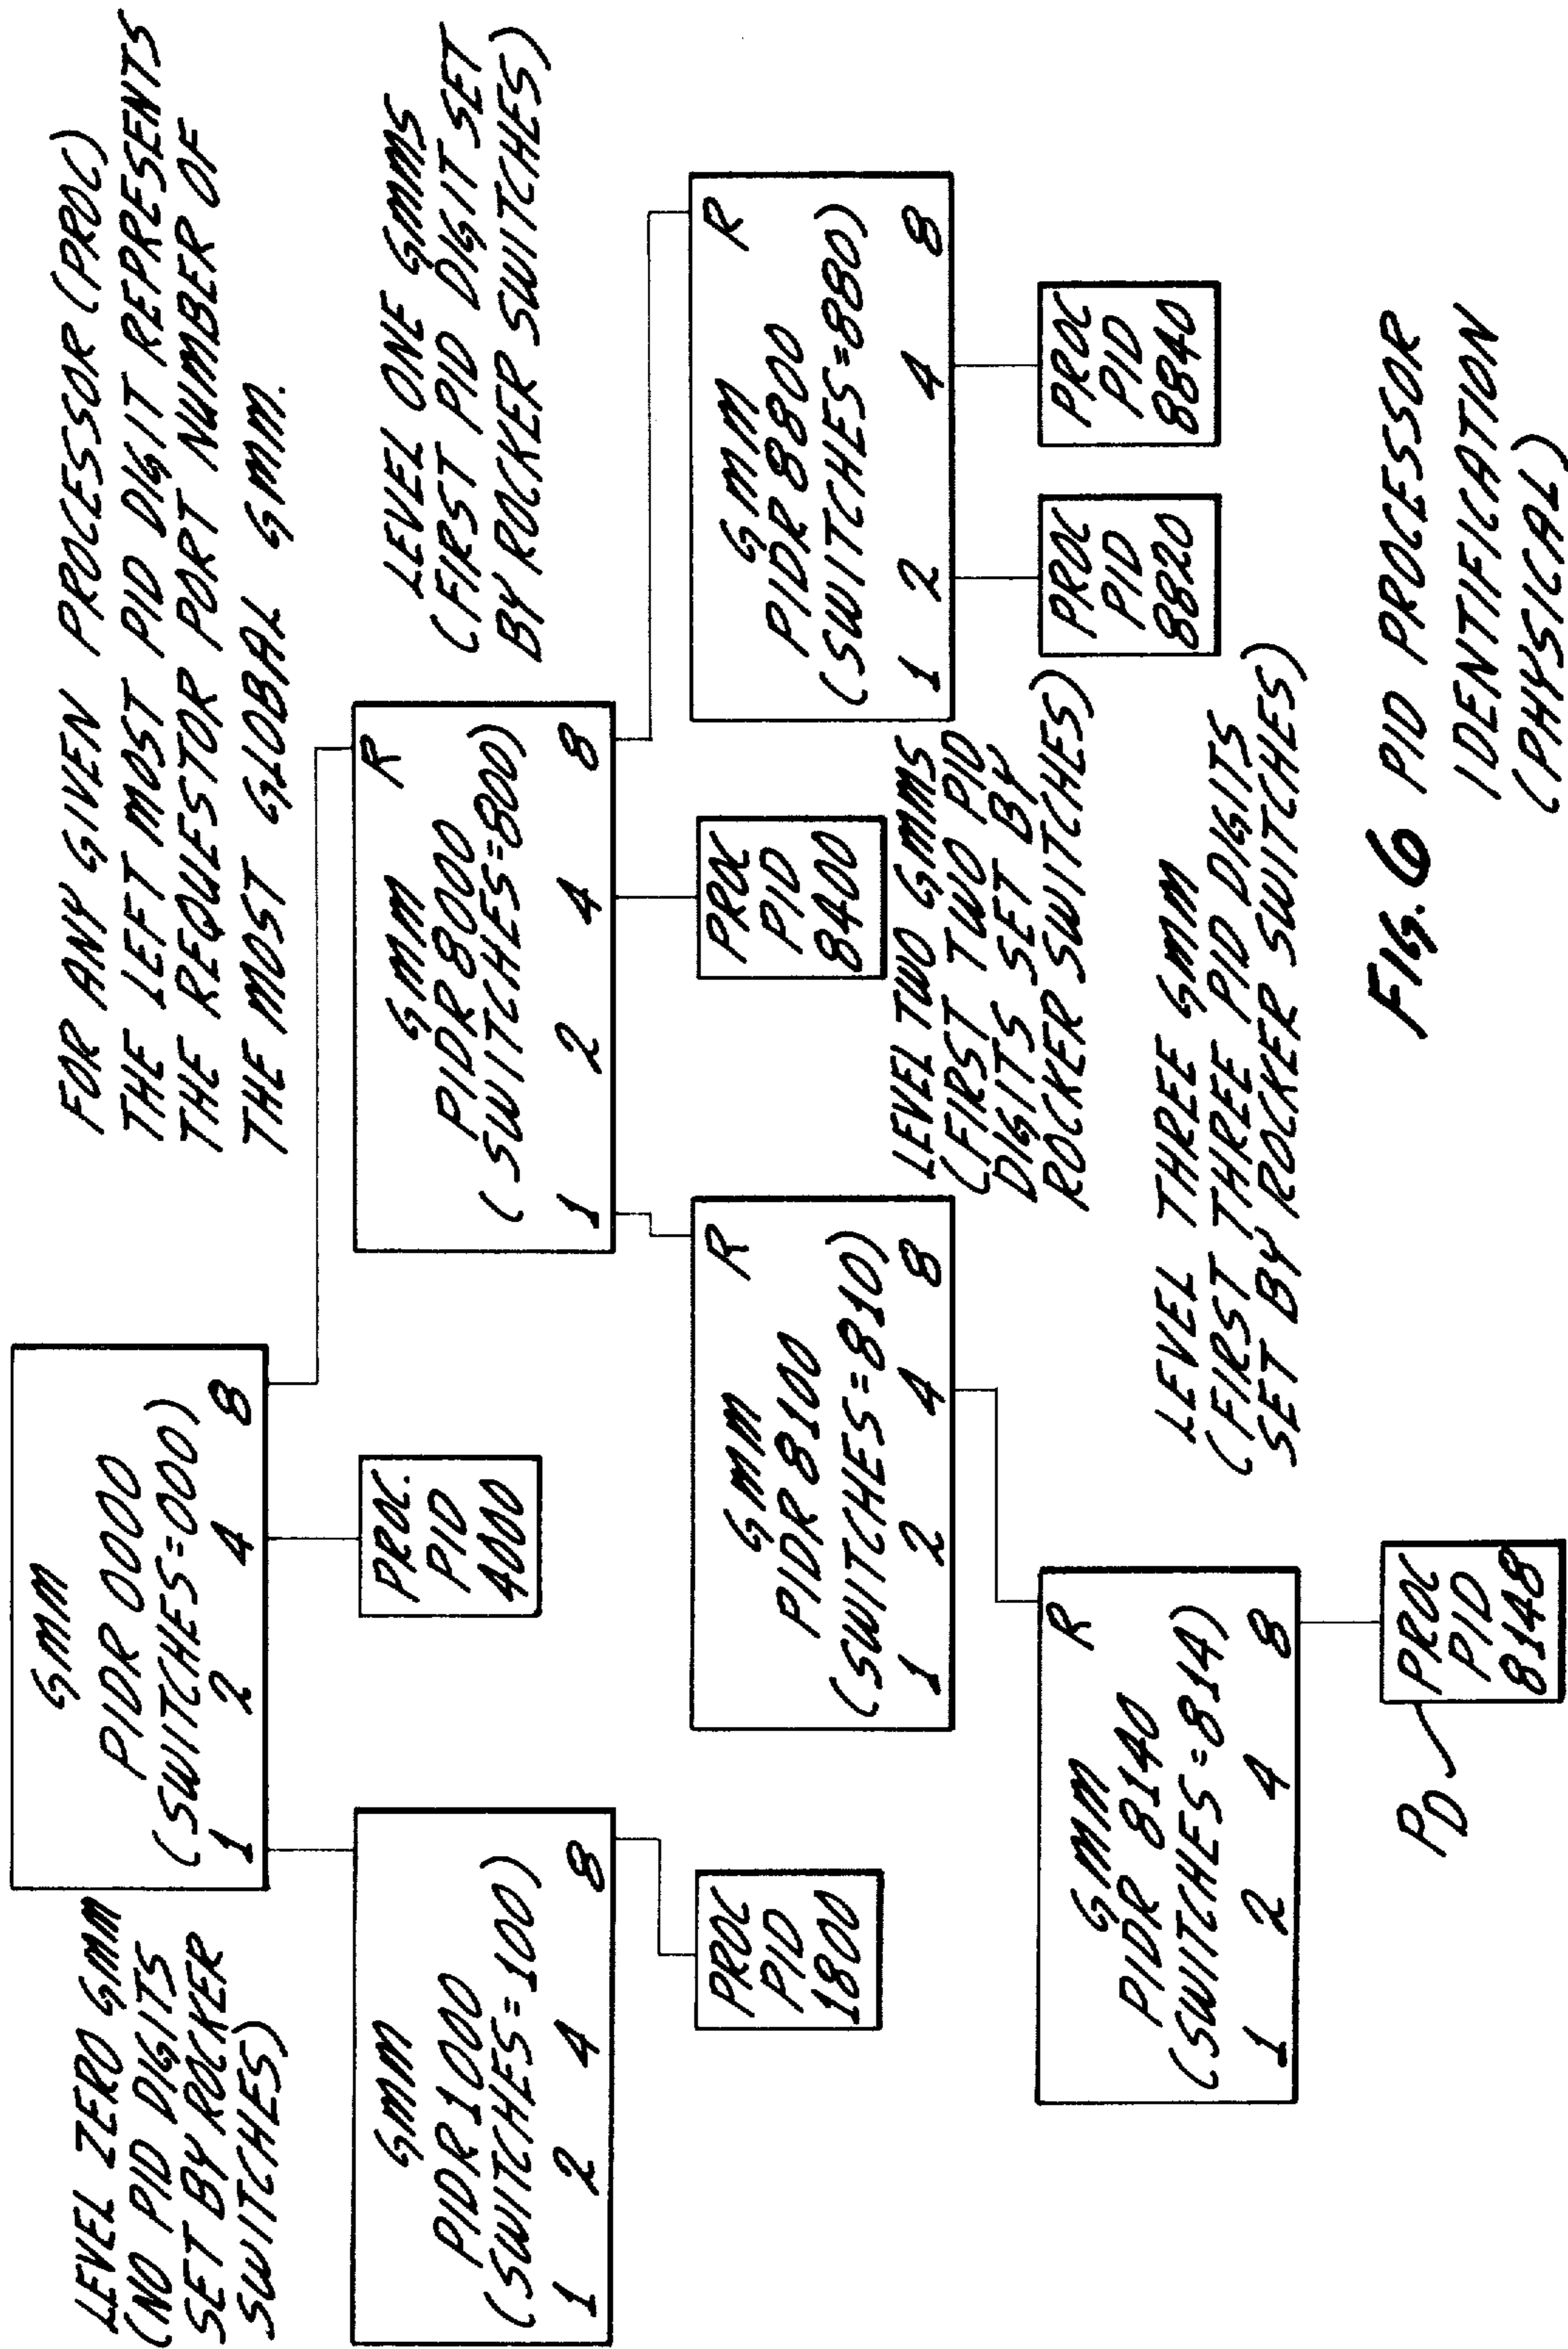 FOR ANY GIVEN PROCESSOR (PROC)
THE LEFT MOST PID DIGIT REPRESENTS
THE REQUESTOR PORT NUMBER OF
THE MOST GLOBAL GMM.
LEVEL ZERO GMM
(NO PID DIGITS
SET BY ROCKER
SWITCHES)
GMM
PIDR 0000
(SWITCHES=000)
1 2 4 8
LEVEL ONE GMMS
(FIRST PID DIGIT SET
BY ROCKER SWITCHES)
GMM
PIDR 1000
(SWITCHES=100)
1 2 4 8
PROC.
PID
4000
R
GMM
PIDR 8000
(SWITCHES=800)
1 2 4 8
PROC
PID
1800
R
GMM
PIDR 8100
(SWITCHES=810)
1 2 4 8
PROC
PID
8400
R
GMM
PIDR 8800
(SWITCHES=880)
1 2 4 8
LEVEL TWO GMMS
(FIRST TWO PID
DIGITS SET BY
ROCKER SWITCHES)
R
GMM
PIDR 8140
(SWITCHES=814)
1 2 4 8
PROC
PID
8820
PROC
PID
8840
LEVEL THREE GMM
(FIRST THREE PID DIGITS
SET BY ROCKER SWITCHES)
PD
PROC
PID
8148
FIG. 6 PID PROCESSOR
IDENTIFICATION
(PHYSICAL)